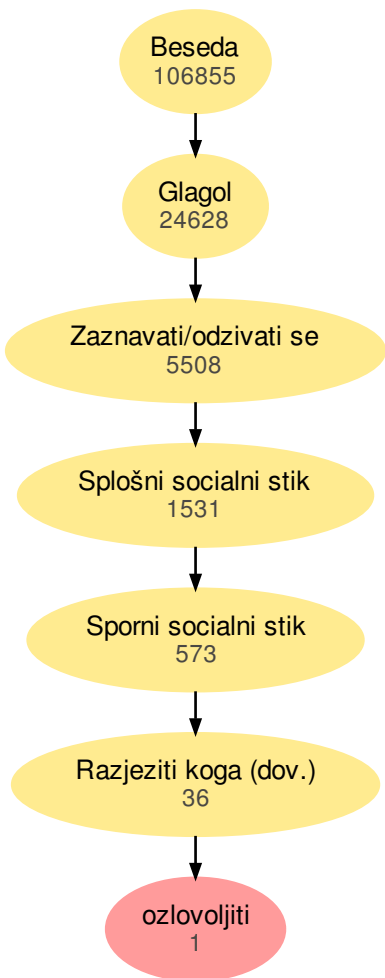 Beseda
106855
Glagol
24628
Zaznavati/odzivati se
5508
Splošni socialni stik
1531
Sporni socialni stik
573
Razjeziti koga (dov.)
36
ozlovoljiti
1